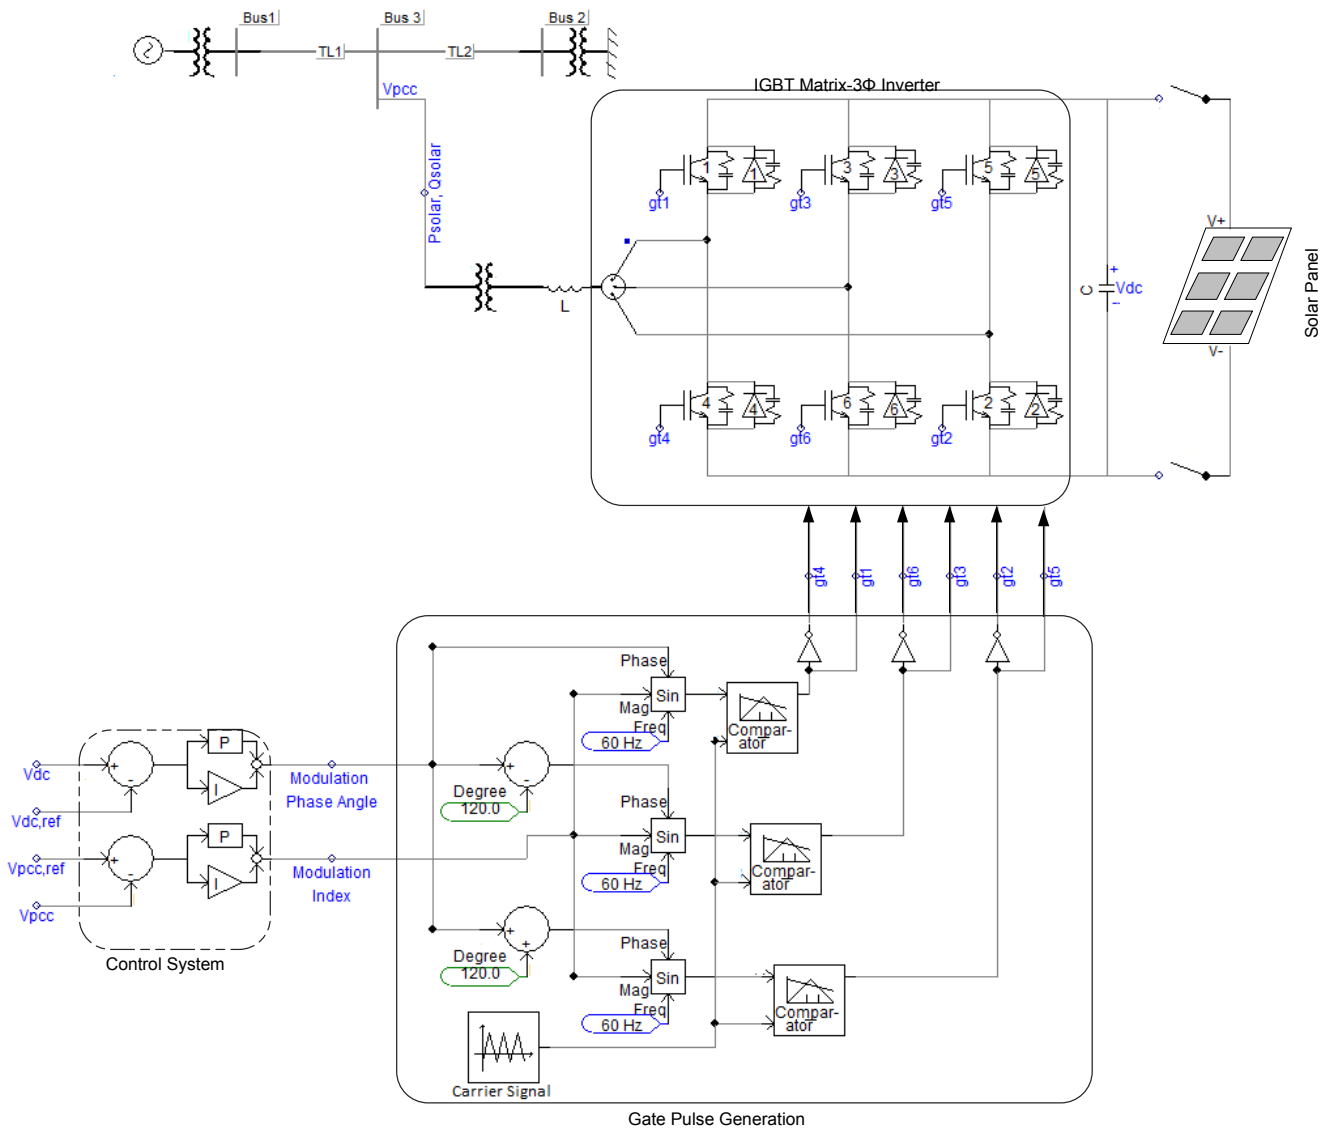 Bus1
Bus 3
Bus 2
TL1
TL2
Vpcc
Psolar, Qsolar
L
IGBT Matrix-3Φ Inverter
1
1
3
3
5
5
gt1
gt3
gt5
4
4
6
6
2
2
gt4
gt6
gt2
C
+
Vdc
−
V+
V-
Solar Panel
gt4
gt1
gt6
gt3
gt2
gt5
Vdc
+
-
Vdc,ref
P
I
Modulation
Phase Angle
Vpcc,ref
+
-
Vpcc
P
I
Modulation
Index
Control System
Phase
Sin
Mag
Freq
60 Hz
Compar-
ator
+
-
Degree
120.0
Phase
Sin
Mag
Freq
60 Hz
Compar-
ator
+
+
Degree
120.0
Phase
Sin
Mag
Freq
60 Hz
Compar-
ator
Carrier Signal
Gate Pulse Generation